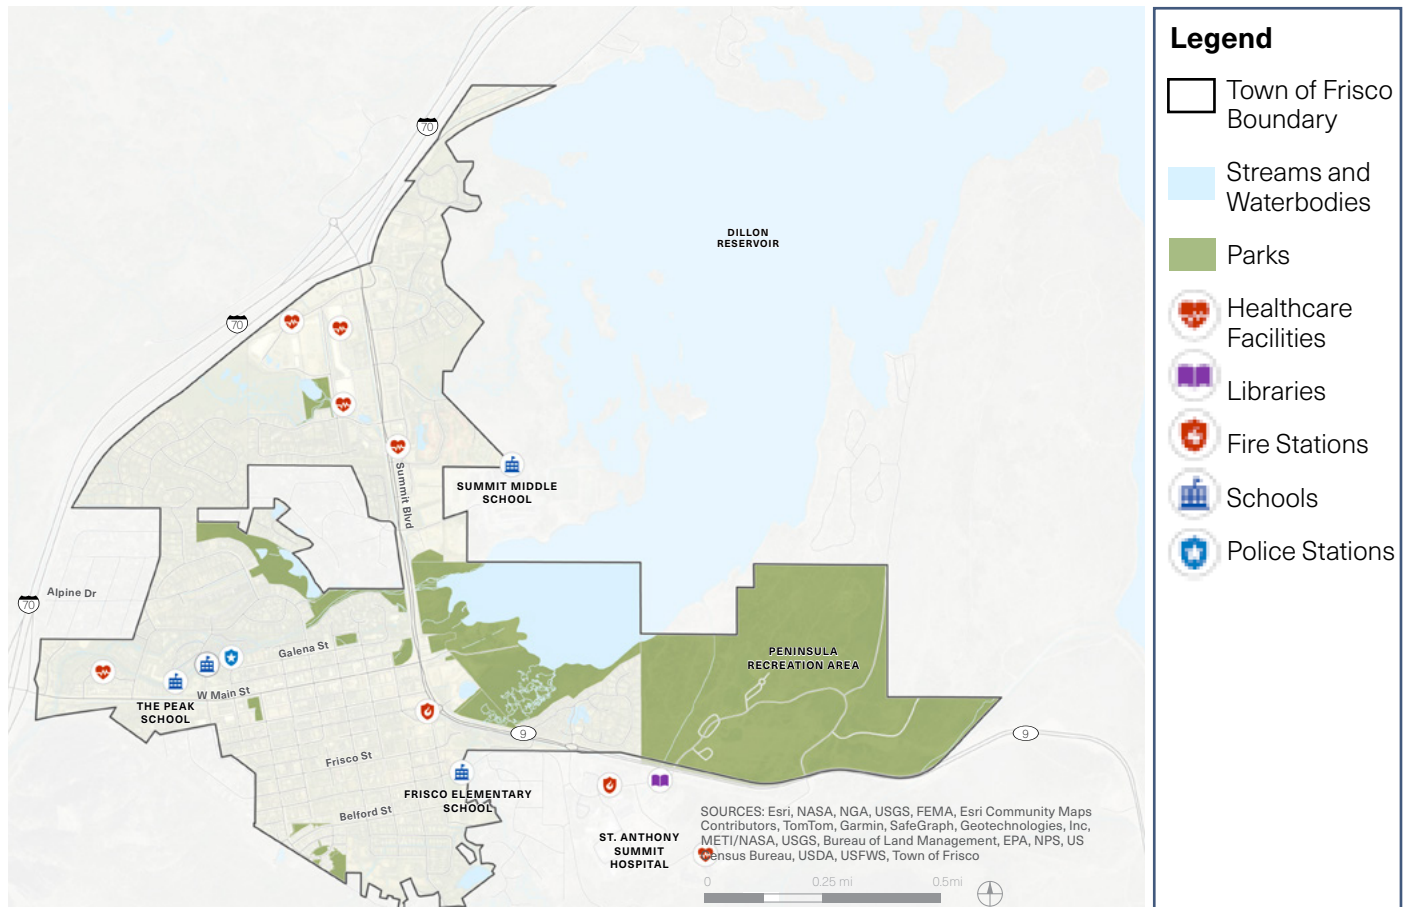 Legend
Town of Frisco
Boundary
Streams and
Waterbodies
Parks
Healthcare
Facilities
Libraries
Fire Stations
Schools
Police Stations
70
DILLON
RESERVOIR
70
Summit Blvd
SUMMIT MIDDLE
SCHOOL
Alpine Dr
70
Galena St
PENINSULA
RECREATION AREA
W Main St
THE PEAK
SCHOOL
9
9
Frisco St
FRISCO ELEMENTARY
SCHOOL
Belford St
ST. ANTHONY
SUMMIT
HOSPITAL
SOURCES: Esri, NASA, NGA, USGS, FEMA, Esri Community Maps
Contributors, TomTom, Garmin, SafeGraph, Geotechnologies, Inc,
METI/NASA, USGS, Bureau of Land Management, EPA, NPS, US
Census Bureau, USDA, USFWS, Town of Frisco
0 0.25 mi 0.5mi